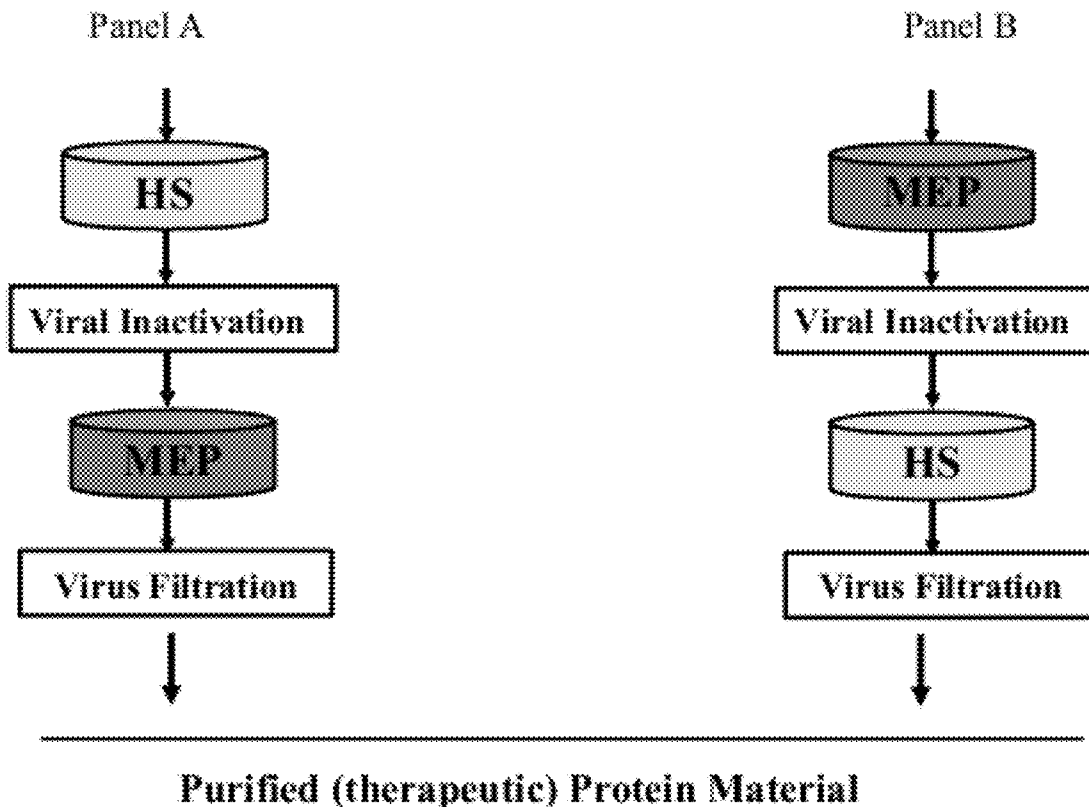 Panel A
HS
Viral Inactivation
MEP
Virus Filtration
Panel B
MEP
Viral Inactivation
HS
Virus Filtration
Purified (therapeutic) Protein Material